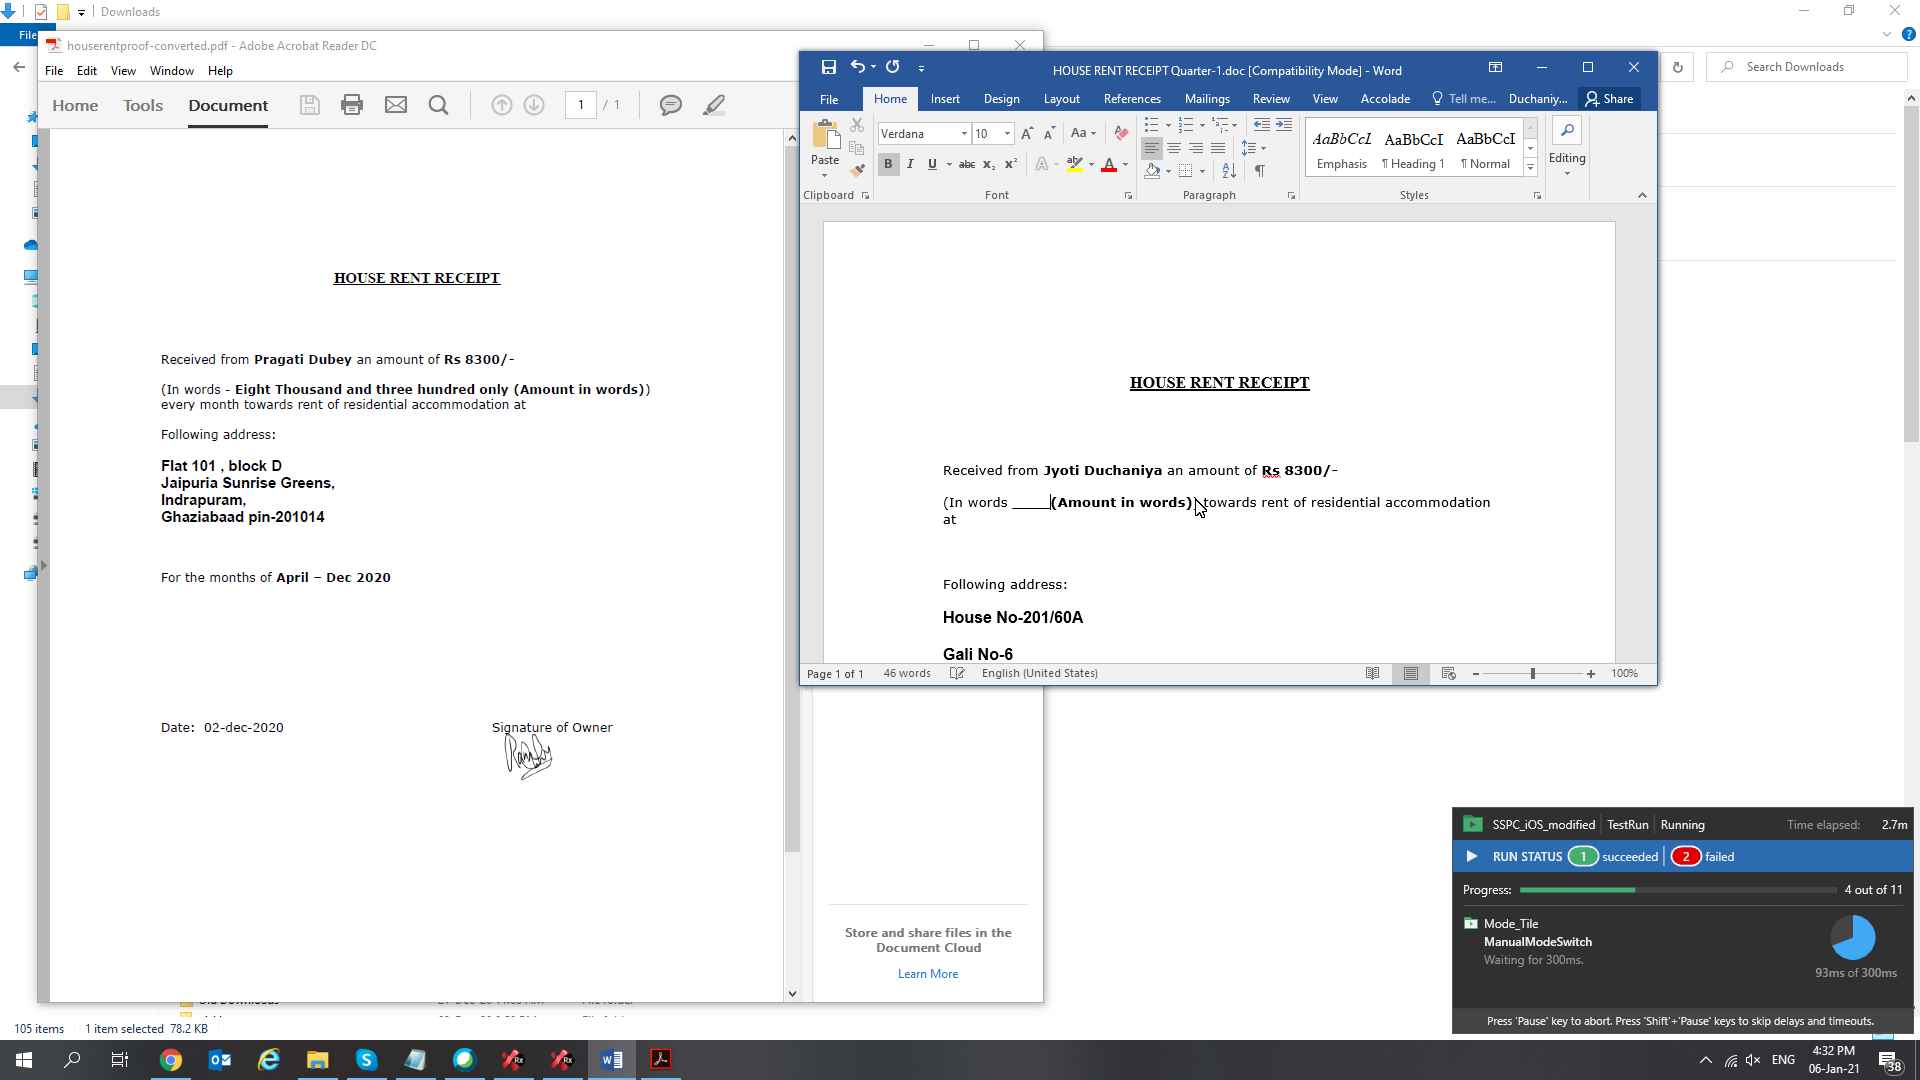 Downloads
File
houserentproof-converted.pdf - Adobe Acrobat Reader DC
File Edit View Window Help
Home Tools Document 1 / 1
HOUSE RENT RECEIPT
Received from Pragati Dubey an amount of Rs 8300/-
(In words - Eight Thousand and three hundred only (Amount in words))
every month towards rent of residential accommodation at
Following address:
Flat 101 , block D
Jaipuria Sunrise Greens,
Indrapuram,
Ghaziabaad pin-201014
For the months of April – Dec 2020
Date: 02-dec-2020 Signature of Owner
Store and share files in the
Document Cloud
Learn More
HOUSE RENT RECEIPT Quarter-1.doc [Compatibility Mode] - Word
File Home Insert Design Layout References Mailings Review View Accolade Tell me... Duchaniy... Share
Paste Verdana 10 Aa
B I U abc X₂ X²
AaBbCcI AaBbCcI AaBbCcI
Emphasis ¶ Heading 1 ¶ Normal
Editing
Clipboard Font Paragraph Styles
HOUSE RENT RECEIPT
Received from Jyoti Duchaniya an amount of Rs 8300/-
(In words _____(Amount in words)) towards rent of residential accommodation
at
Following address:
House No-201/60A
Gali No-6
Page 1 of 1 46 words English (United States) 100%
Search Downloads
SSPC_iOS_modified TestRun Running Time elapsed: 2.7m
RUN STATUS 1 succeeded 2 failed
Progress: 4 out of 11
Mode_Tile
ManualModeSwitch
Waiting for 300ms.
93ms of 300ms
Press 'Pause' key to abort. Press 'Shift'+'Pause' keys to skip delays and timeouts.
105 items 1 item selected 78.2 KB
ENG
4:32 PM
06-Jan-21
38